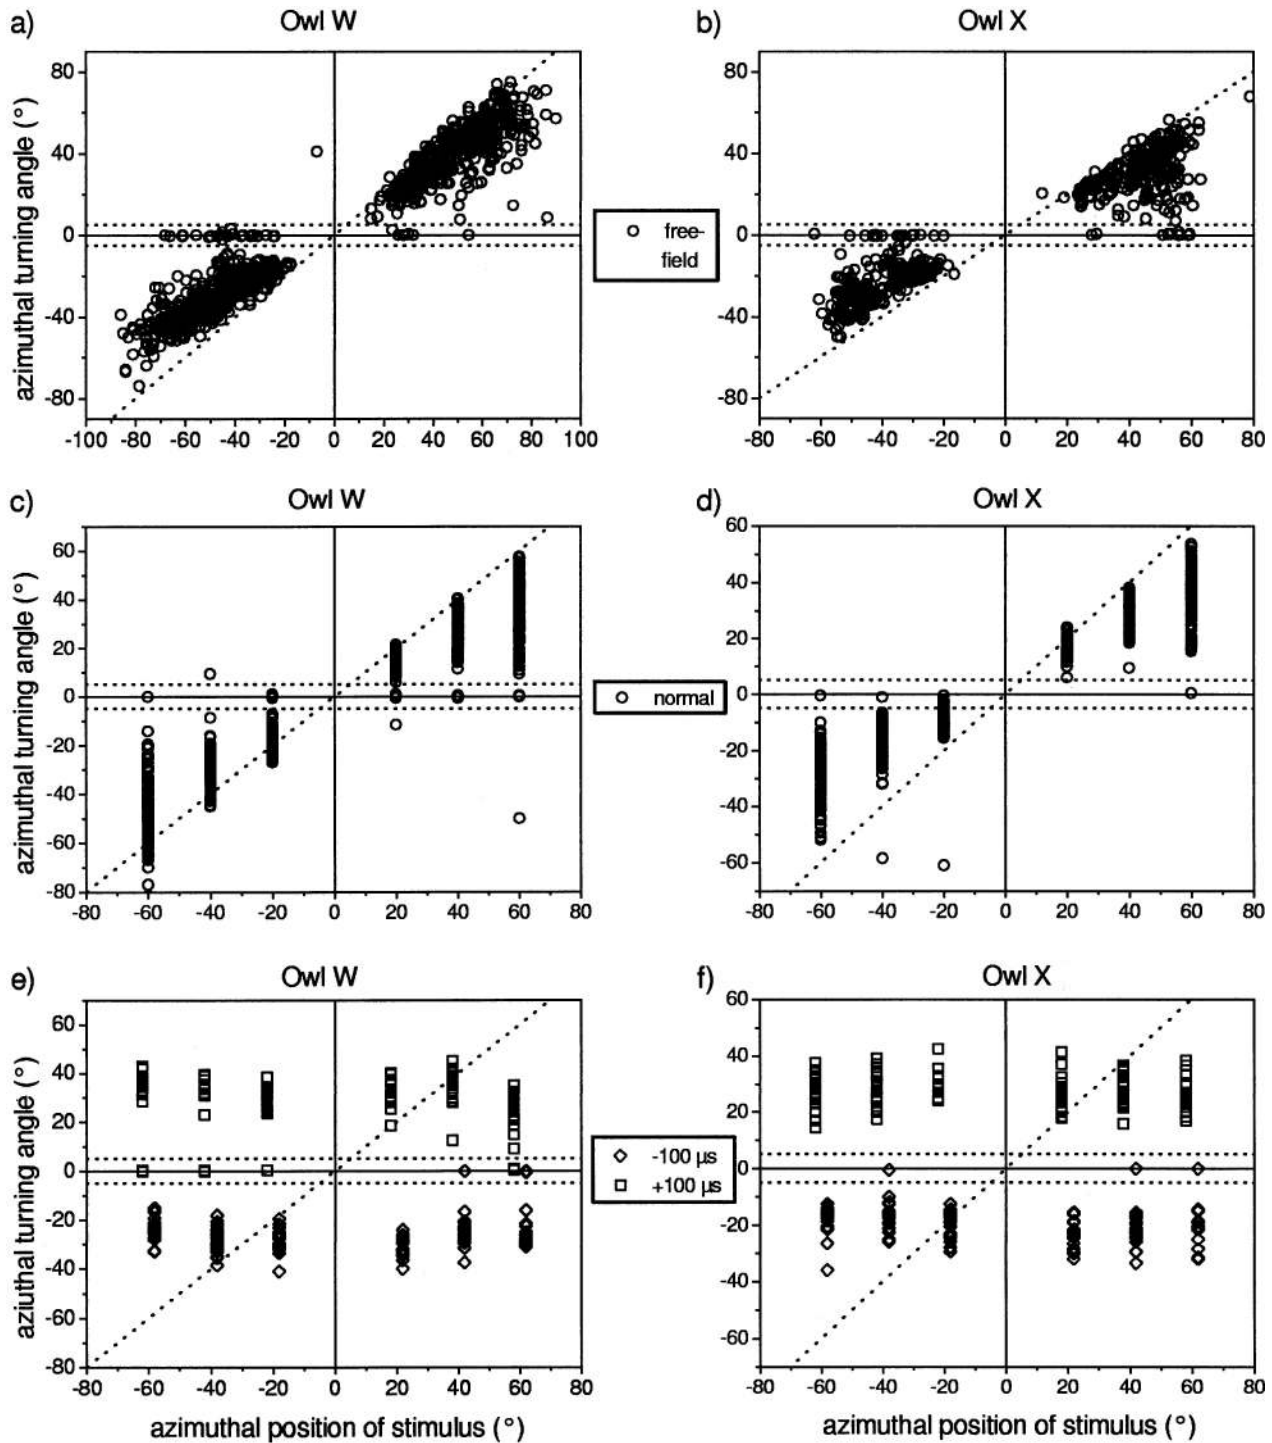 a) Owl W
b) Owl X
azimuthal turning angle (°)
80
40
0
-40
-80
-100 -80 -60 -40 -20 0 20 40 60 80 100
free-
field
80
40
0
-40
-80
-80 -60 -40 -20 0 20 40 60 80
c) Owl W
d) Owl X
azimuthal turning angle (°)
60
40
20
0
-20
-40
-60
-80
-80 -60 -40 -20 0 20 40 60 80
normal
60
40
20
0
-20
-40
-60
-80 -60 -40 -20 0 20 40 60 80
e) Owl W
f) Owl X
aziuthal turning angle (°)
60
40
20
0
-20
-40
-60
-80
-80 -60 -40 -20 0 20 40 60 80
-100 µs
+100 µs
60
40
20
0
-20
-40
-60
-80 -60 -40 -20 0 20 40 60 80
azimuthal position of stimulus (°)
azimuthal position of stimulus (°)